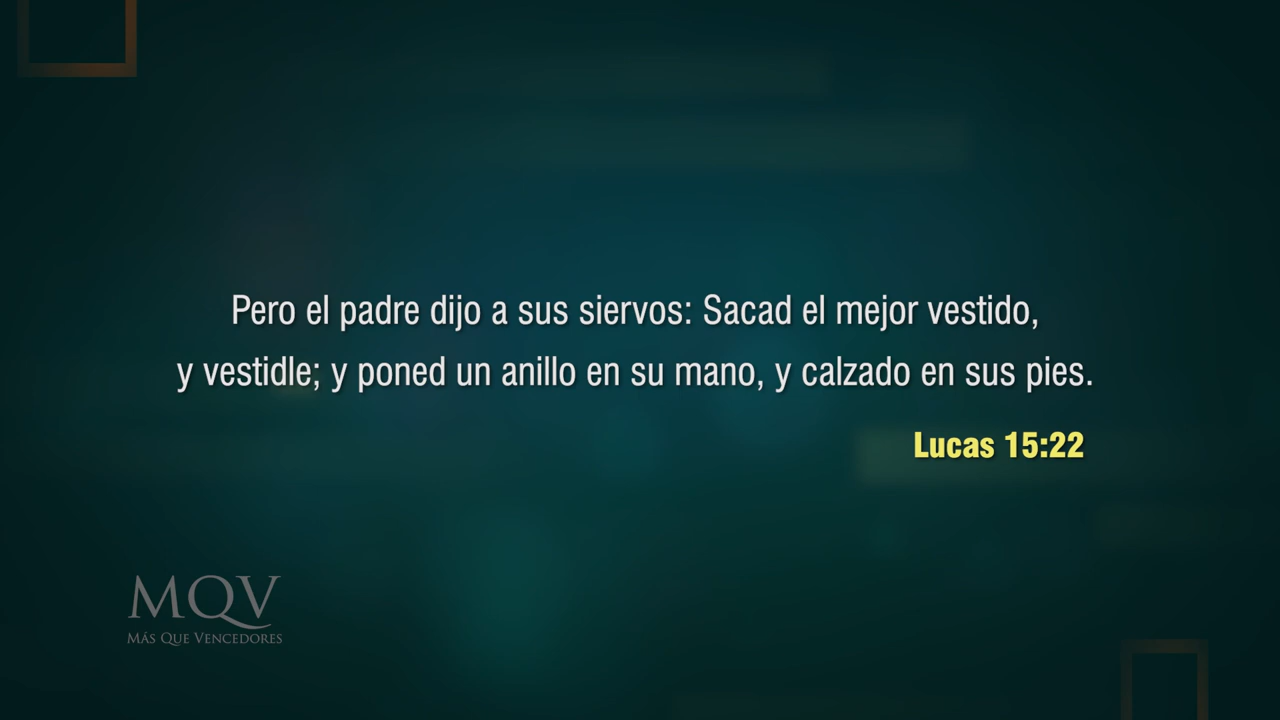 Pero el padre dijo a sus siervos: Sacad el mejor vestido,
y vestidle; y poned un anillo en su mano, y calzado en sus pies.
Lucas 15:22
MQV
MÁS QUE VENCEDORES